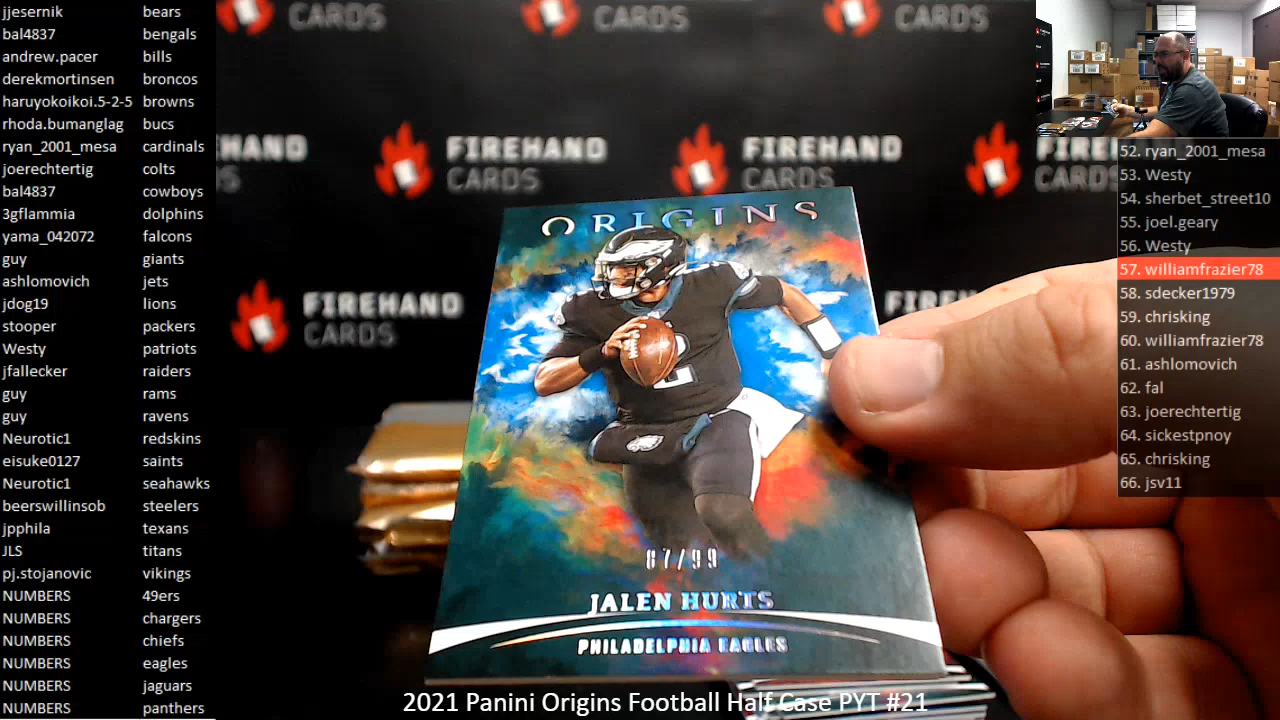 jjesernik bears
bal4837 bengals
andrew.pacer bills
derekmortinsen broncos
haruyokoikoi.5-2-5 browns
rhoda.bumanglag bucs
ryan_2001_mesa cardinals
joerechtertig colts
bal4837 cowboys
3gflammia dolphins
yama_042072 falcons
guy giants
ashlomovich jets
jdog19 lions
stooper packers
Westy patriots
jfallecker raiders
guy rams
guy ravens
Neurotic1 redskins
eisuke0127 saints
Neurotic1 seahawks
beerswillinsob steelers
jpphila texans
JLS titans
pj.stojanovic vikings
NUMBERS 49ers
NUMBERS chargers
NUMBERS chiefs
NUMBERS eagles
NUMBERS jaguars
NUMBERS panthers
CARDS
FIREHAND
CARDS
CARDS
HAND
FIREHAND
CARDS
FIREHAND
CARDS
FIRE
CARDS
FIREHAND
CARDS
FIRE
ORIGINS
2
87/99
JALEN HURTS
PHILADELPHIA EAGLES
52. ryan_2001_mesa
53. Westy
54. sherbet_street10
55. joel.geary
56. Westy
57. williamfrazier78
58. sdecker1979
59. chrisking
60. williamfrazier78
61. ashlomovich
62. fal
63. joerechtertig
64. sickestpnoy
65. chrisking
66. jsv11
2021 Panini Origins Football Half Case PYT #21